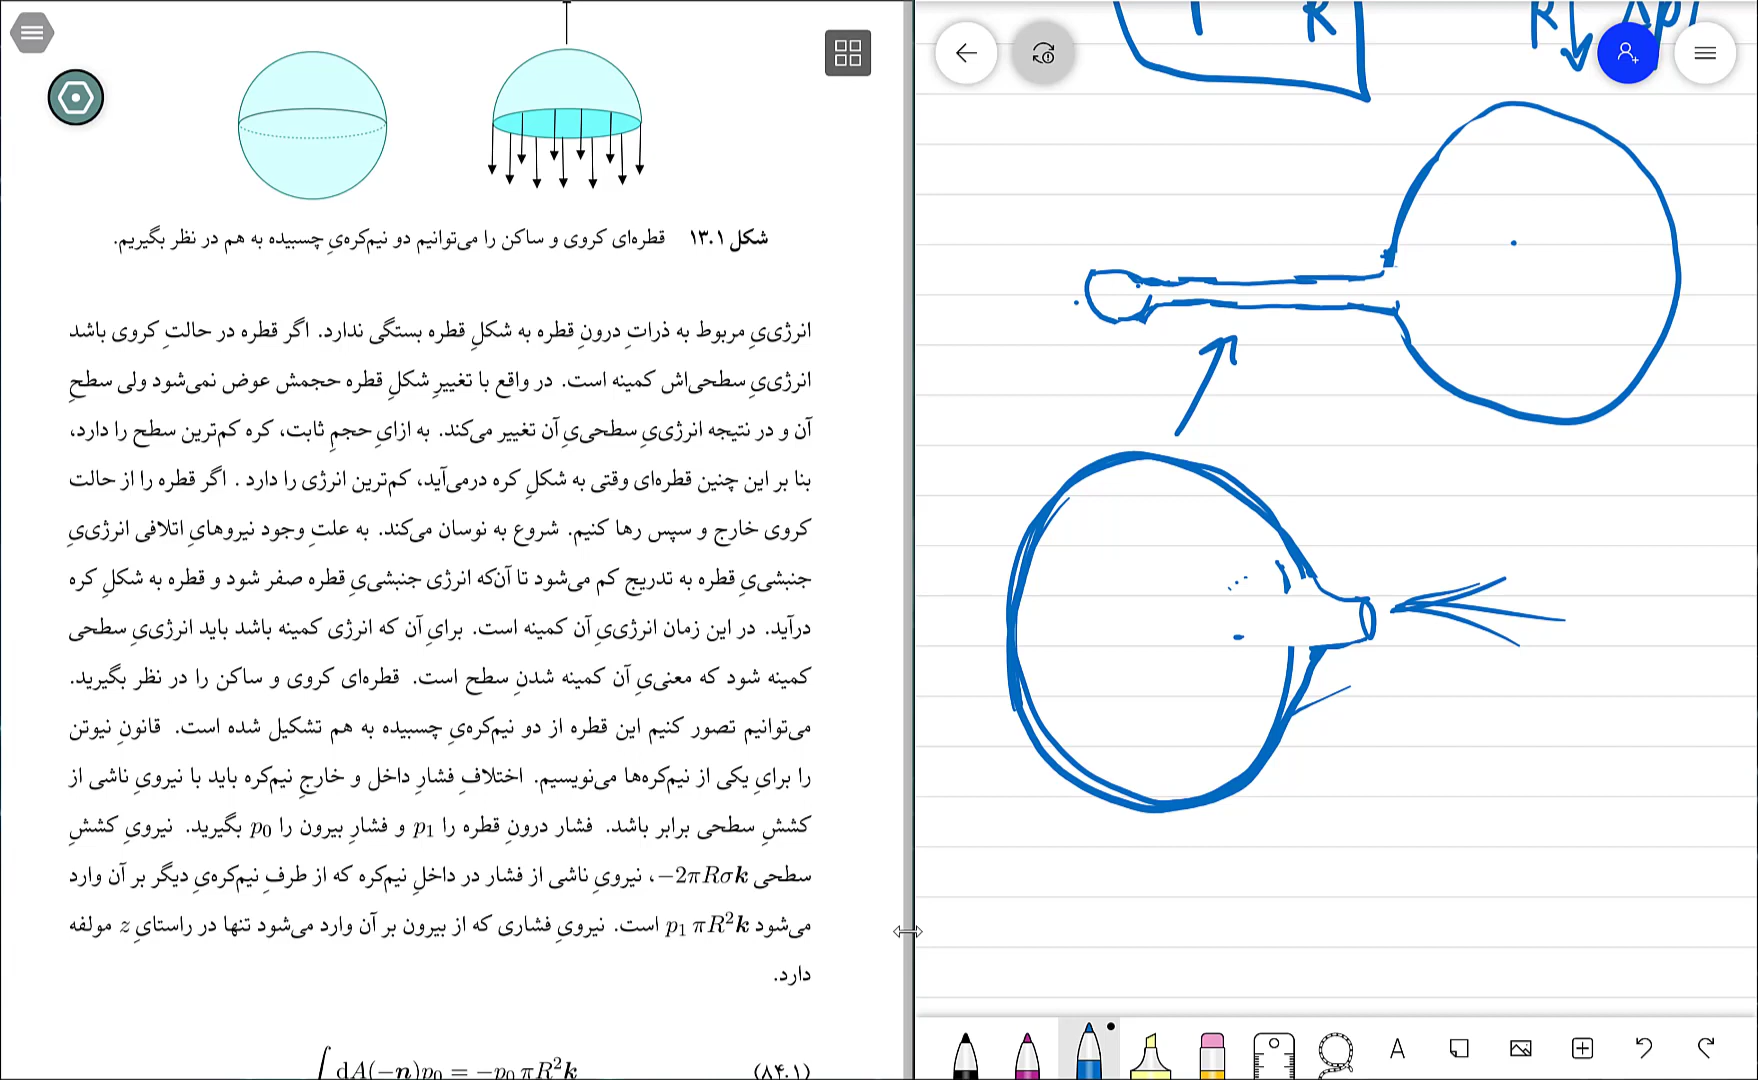 شکل ۱۳.۱ قطره‌ای کروی و ساکن را می‌توانیم دو نیم‌کره‌یِ چسبیده به هم در نظر بگیریم.
انرژی‌یِ مربوط به ذراتِ درونِ قطره به شکلِ قطره بستگی ندارد. اگر قطره در حالتِ کروی باشد
انرژی‌یِ سطحی‌اش کمینه است. در واقع با تغییرِ شکلِ قطره حجمش عوض نمی‌شود ولی سطحِ
آن و در نتیجه انرژی‌یِ سطحی‌یِ آن تغییر می‌کند. به ازایِ حجمِ ثابت، کره کم‌ترین سطح را دارد،
بنا بر این چنین قطره‌ای وقتی به شکلِ کره درمی‌آید، کم‌ترین انرژی را دارد . اگر قطره را از حالت
کروی خارج و سپس رها کنیم. شروع به نوسان می‌کند. به علتِ وجود نیروهایِ اتلافی انرژی‌یِ
جنبشی‌یِ قطره به تدریج کم می‌شود تا آن‌که انرژی جنبشی‌یِ قطره صفر شود و قطره به شکلِ کره
درآید. در این زمان انرژی‌یِ آن کمینه است. برایِ آن که انرژی کمینه باشد باید انرژی‌یِ سطحی
کمینه شود که معنی‌یِ آن کمینه شدنِ سطح است. قطره‌ای کروی و ساکن را در نظر بگیرید.
می‌توانیم تصور کنیم این قطره از دو نیم‌کره‌یِ چسبیده به هم تشکیل شده است. قانونِ نیوتن
را برایِ یکی از نیم‌کره‌ها می‌نویسیم. اختلافِ فشارِ داخل و خارجِ نیم‌کره باید با نیرویِ ناشی از
کششِ سطحی برابر باشد. فشار درونِ قطره را p₁ و فشارِ بیرون را p₀ بگیرید. نیرویِ کششِ
سطحی −2πRσk، نیرویِ ناشی از فشار در داخلِ نیم‌کره که از طرفِ نیم‌کره‌یِ دیگر بر آن وارد
می‌شود p₁ πR²k است. نیرویِ فشاری که از بیرون بر آن وارد می‌شود تنها در راستایِ z مولفه
دارد.
∫ dA(−n)p₀ = −p₀ πR²k (۸۴.۱)
R
A